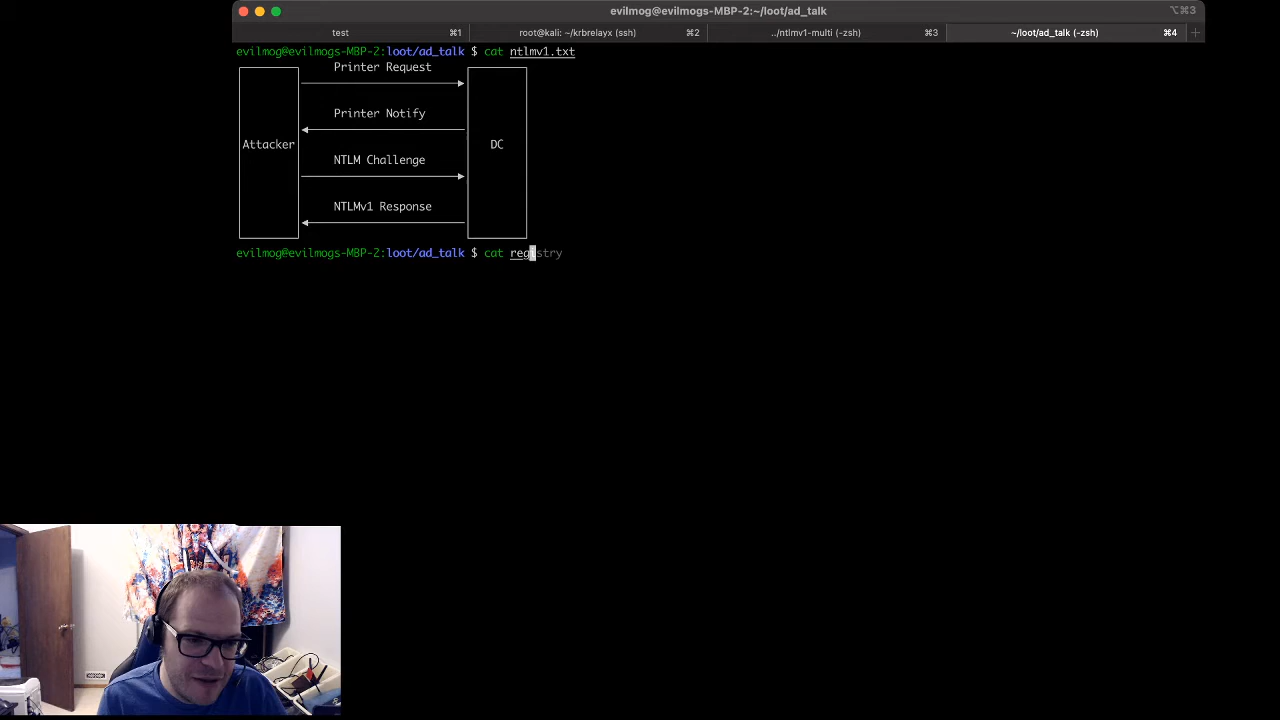 evilmog@evilmogs-MBP-2:~/loot/ad_talk
⌥⌘3
test ⌘1 root@kali: ~/krbrelayx (ssh) ⌘2 ../ntlmv1-multi (-zsh) ⌘3 ~/loot/ad_talk (-zsh) ⌘4 +
evilmog@evilmogs-MBP-2:loot/ad_talk $ cat ntlmv1.txt
Printer Request
Printer Notify
Attacker DC
NTLM Challenge
NTLMv1 Response
evilmog@evilmogs-MBP-2:loot/ad_talk $ cat registry